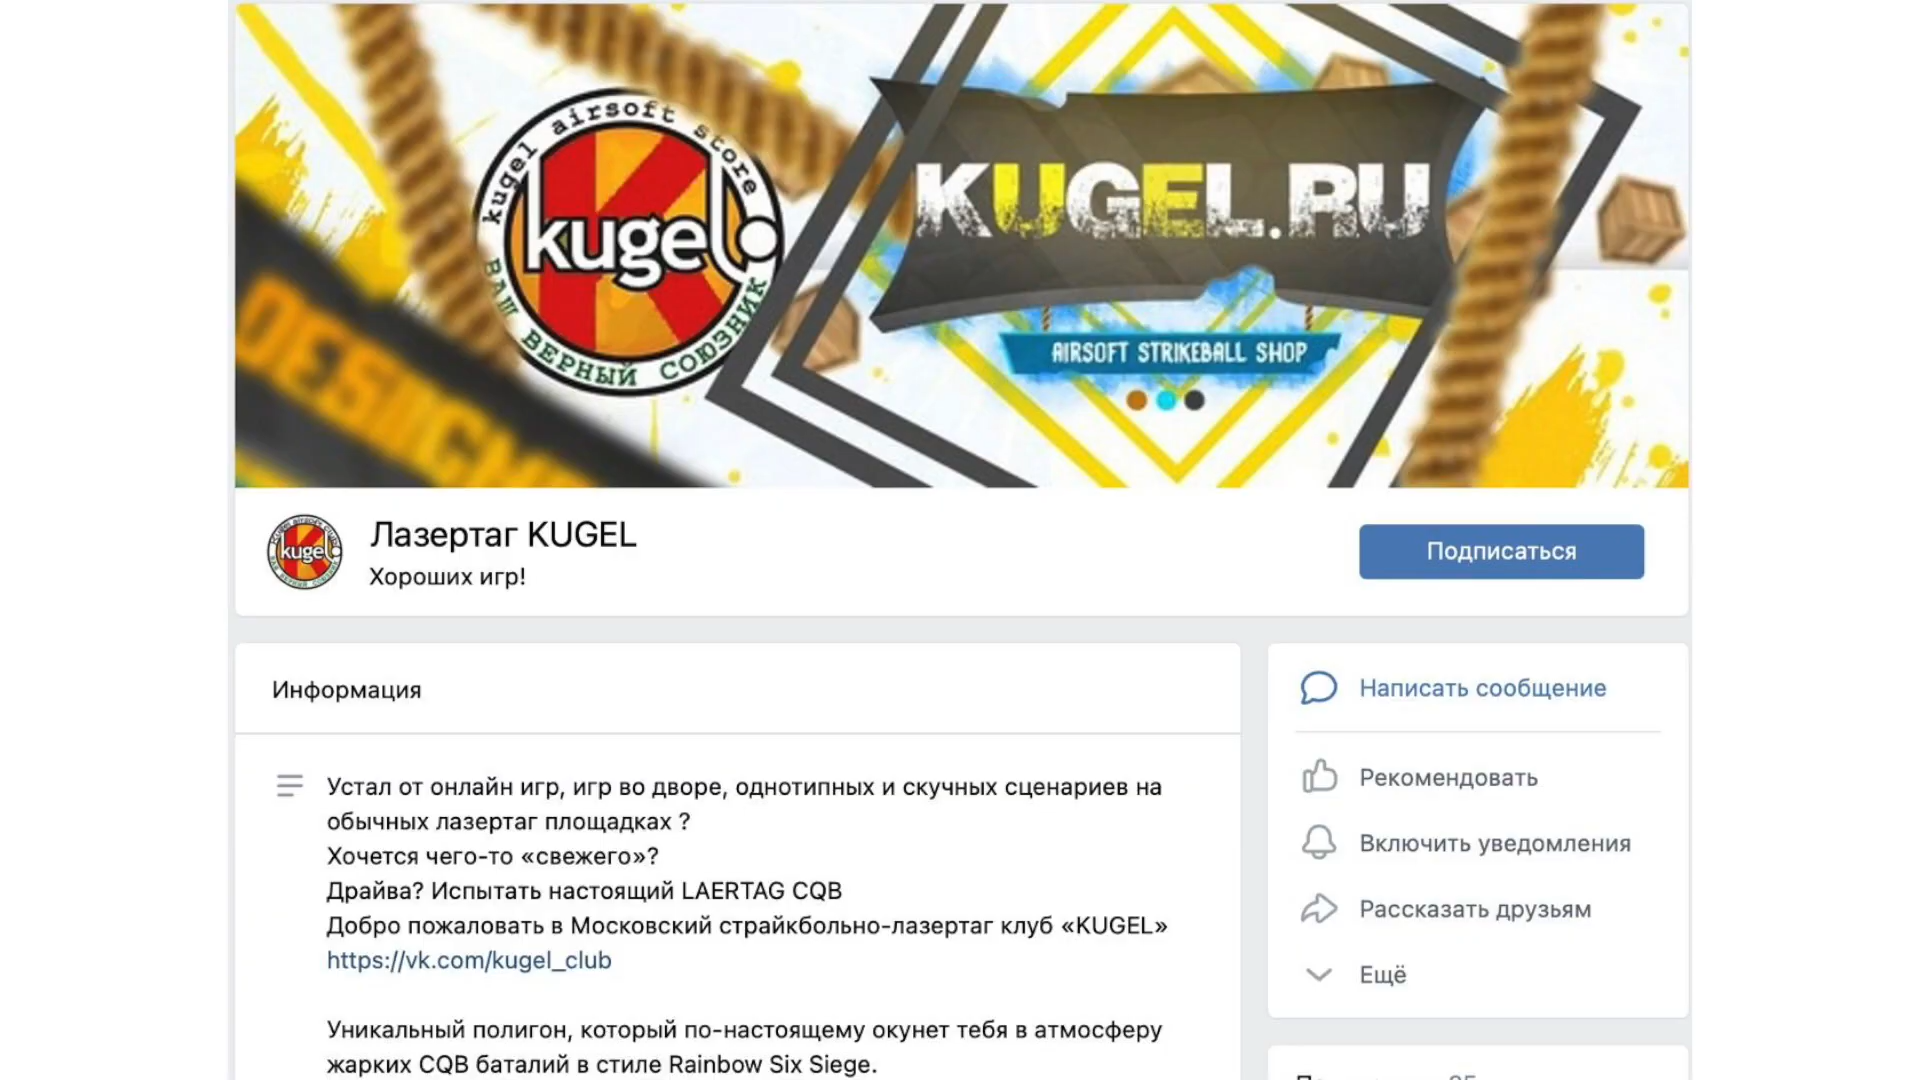 kugel airsoft store
kugel
ВАШ ВЕРНЫЙ СОЮЗНИК
KUGEL.RU
AIRSOFT STRIKEBALL SHOP
kugel
Лазертаг KUGEL
Хороших игр!
Подписаться
Информация
Устал от онлайн игр, игр во дворе, однотипных и скучных сценариев на
обычных лазертаг площадках ?
Хочется чего-то «свежего»?
Драйва? Испытать настоящий LAERTAG CQB
Добро пожаловать в Московский страйкбольно-лазертаг клуб «KUGEL»
https://vk.com/kugel_club
Уникальный полигон, который по-настоящему окунет тебя в атмосферу
жарких CQB баталий в стиле Rainbow Six Siege.
Написать сообщение
Рекомендовать
Включить уведомления
Рассказать друзьям
Ещё